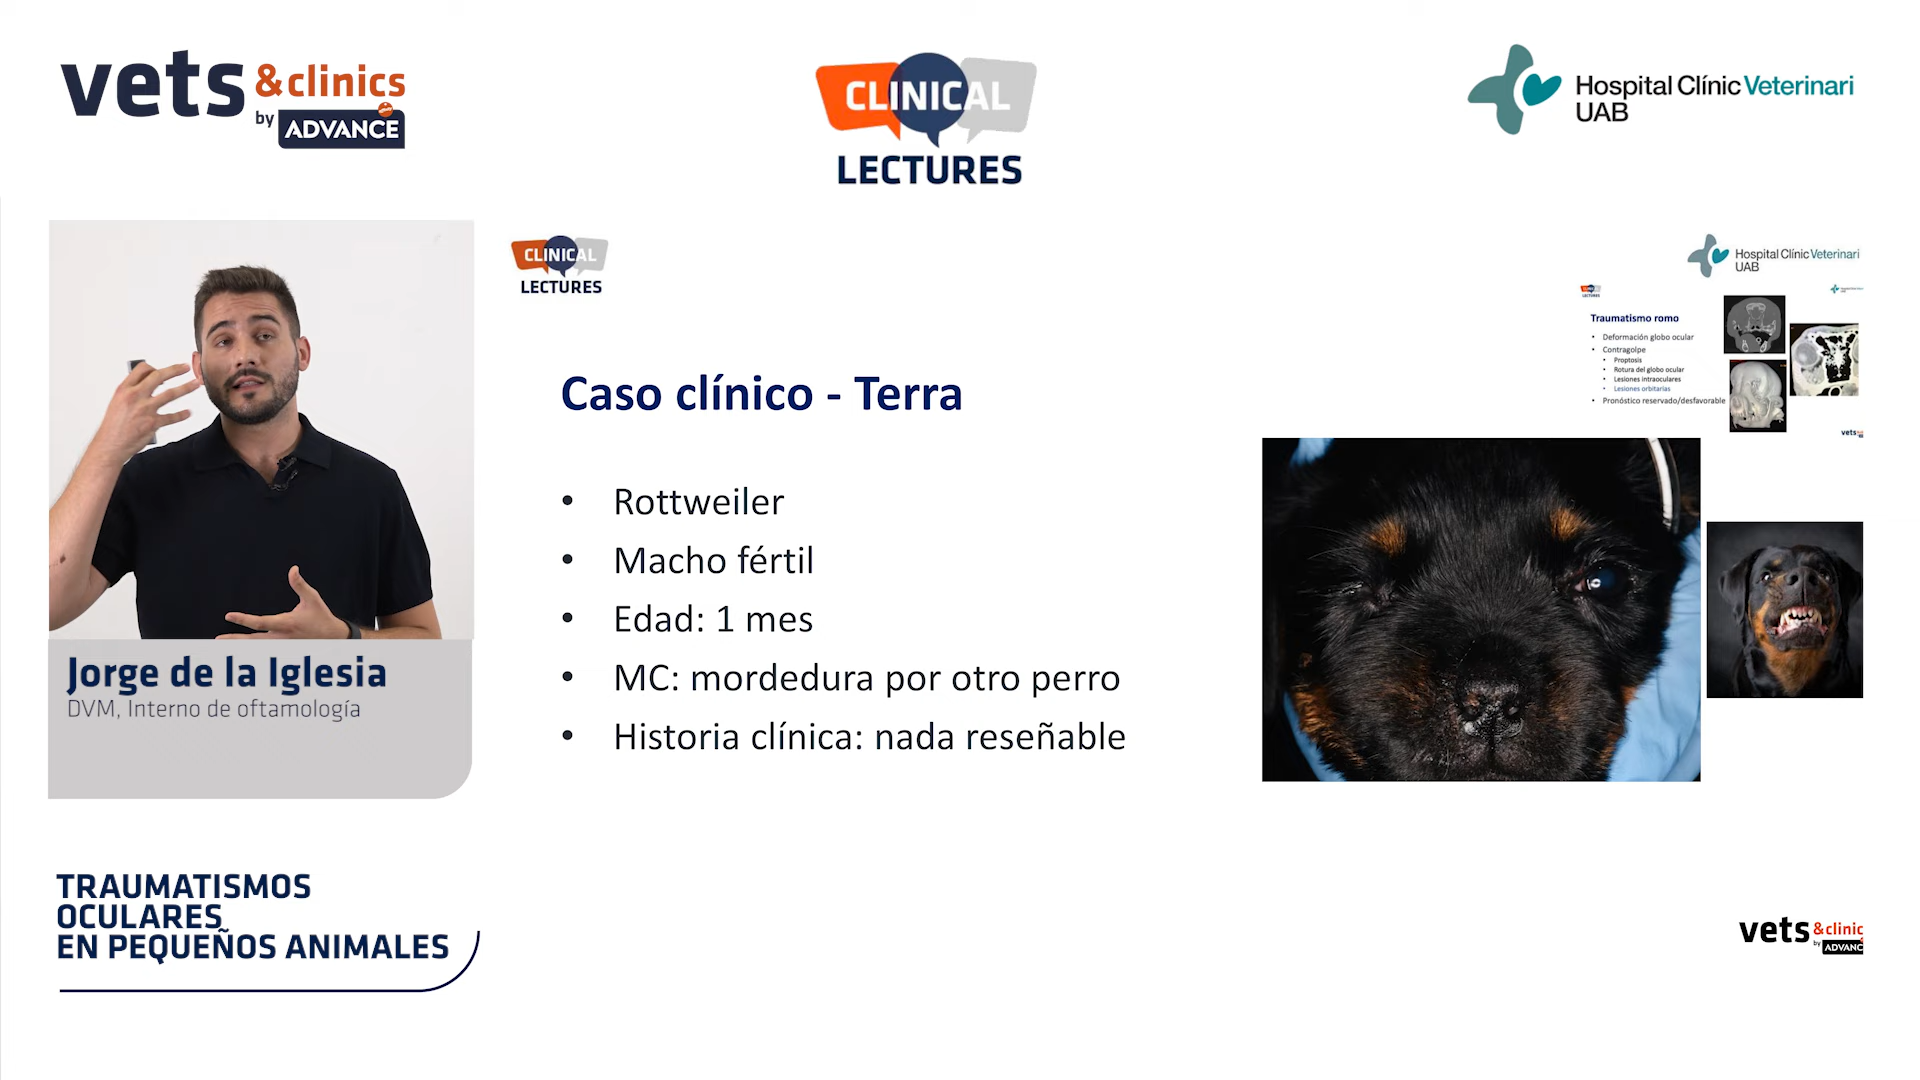 vets &clinics
by ADVANCE
CLINICAL
LECTURES
Hospital Clínic Veterinari
UAB
CLINICAL
LECTURES
Hospital Clínic Veterinari
UAB
CLINICAL
LECTURES
Traumatismo romo
• Deformación globo ocular
• Contragolpe
• Proptosis
• Rotura del globo ocular
• Lesiones intraoculares
• Lesiones orbitarias
• Pronóstico reservado/desfavorable
vets
Caso clínico - Terra
• Rottweiler
• Macho fértil
• Edad: 1 mes
• MC: mordedura por otro perro
• Historia clínica: nada reseñable
Jorge de la Iglesia
DVM, Interno de oftamología
TRAUMATISMOS
OCULARES
EN PEQUEÑOS ANIMALES
vets &clinic
by ADVANC